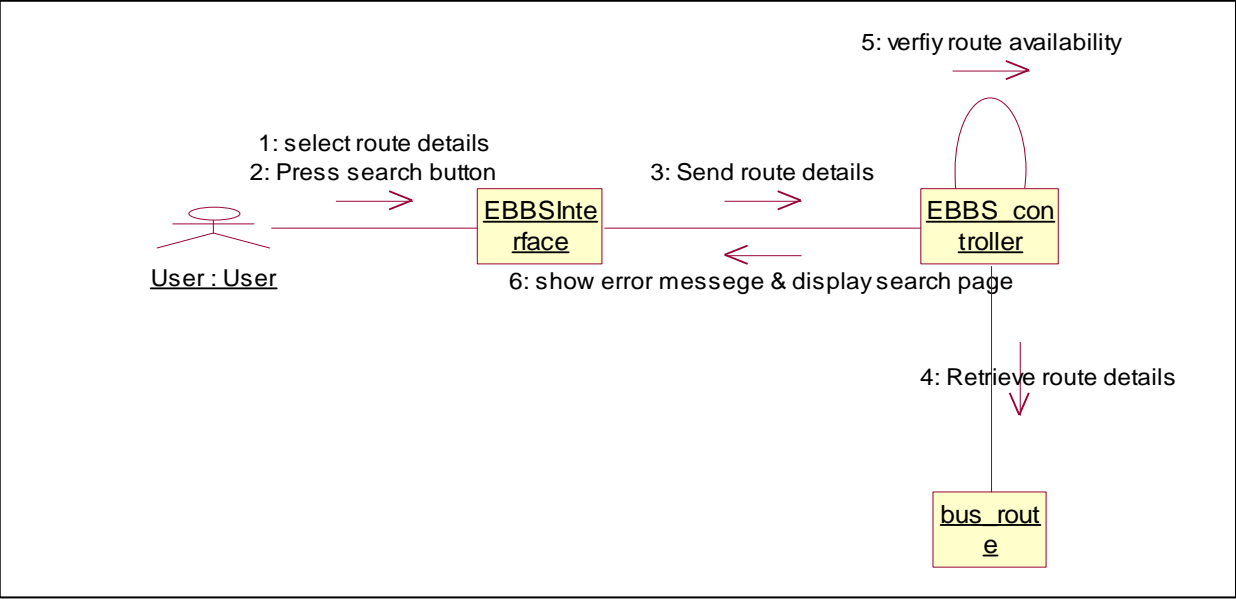 5: verfiy route availability
1: select route details
2: Press search button
3: Send route details
EBBSInte
rface
EBBS_con
troller
User : User
6: show error messege & display search page
4: Retrieve route details
bus_rout
e